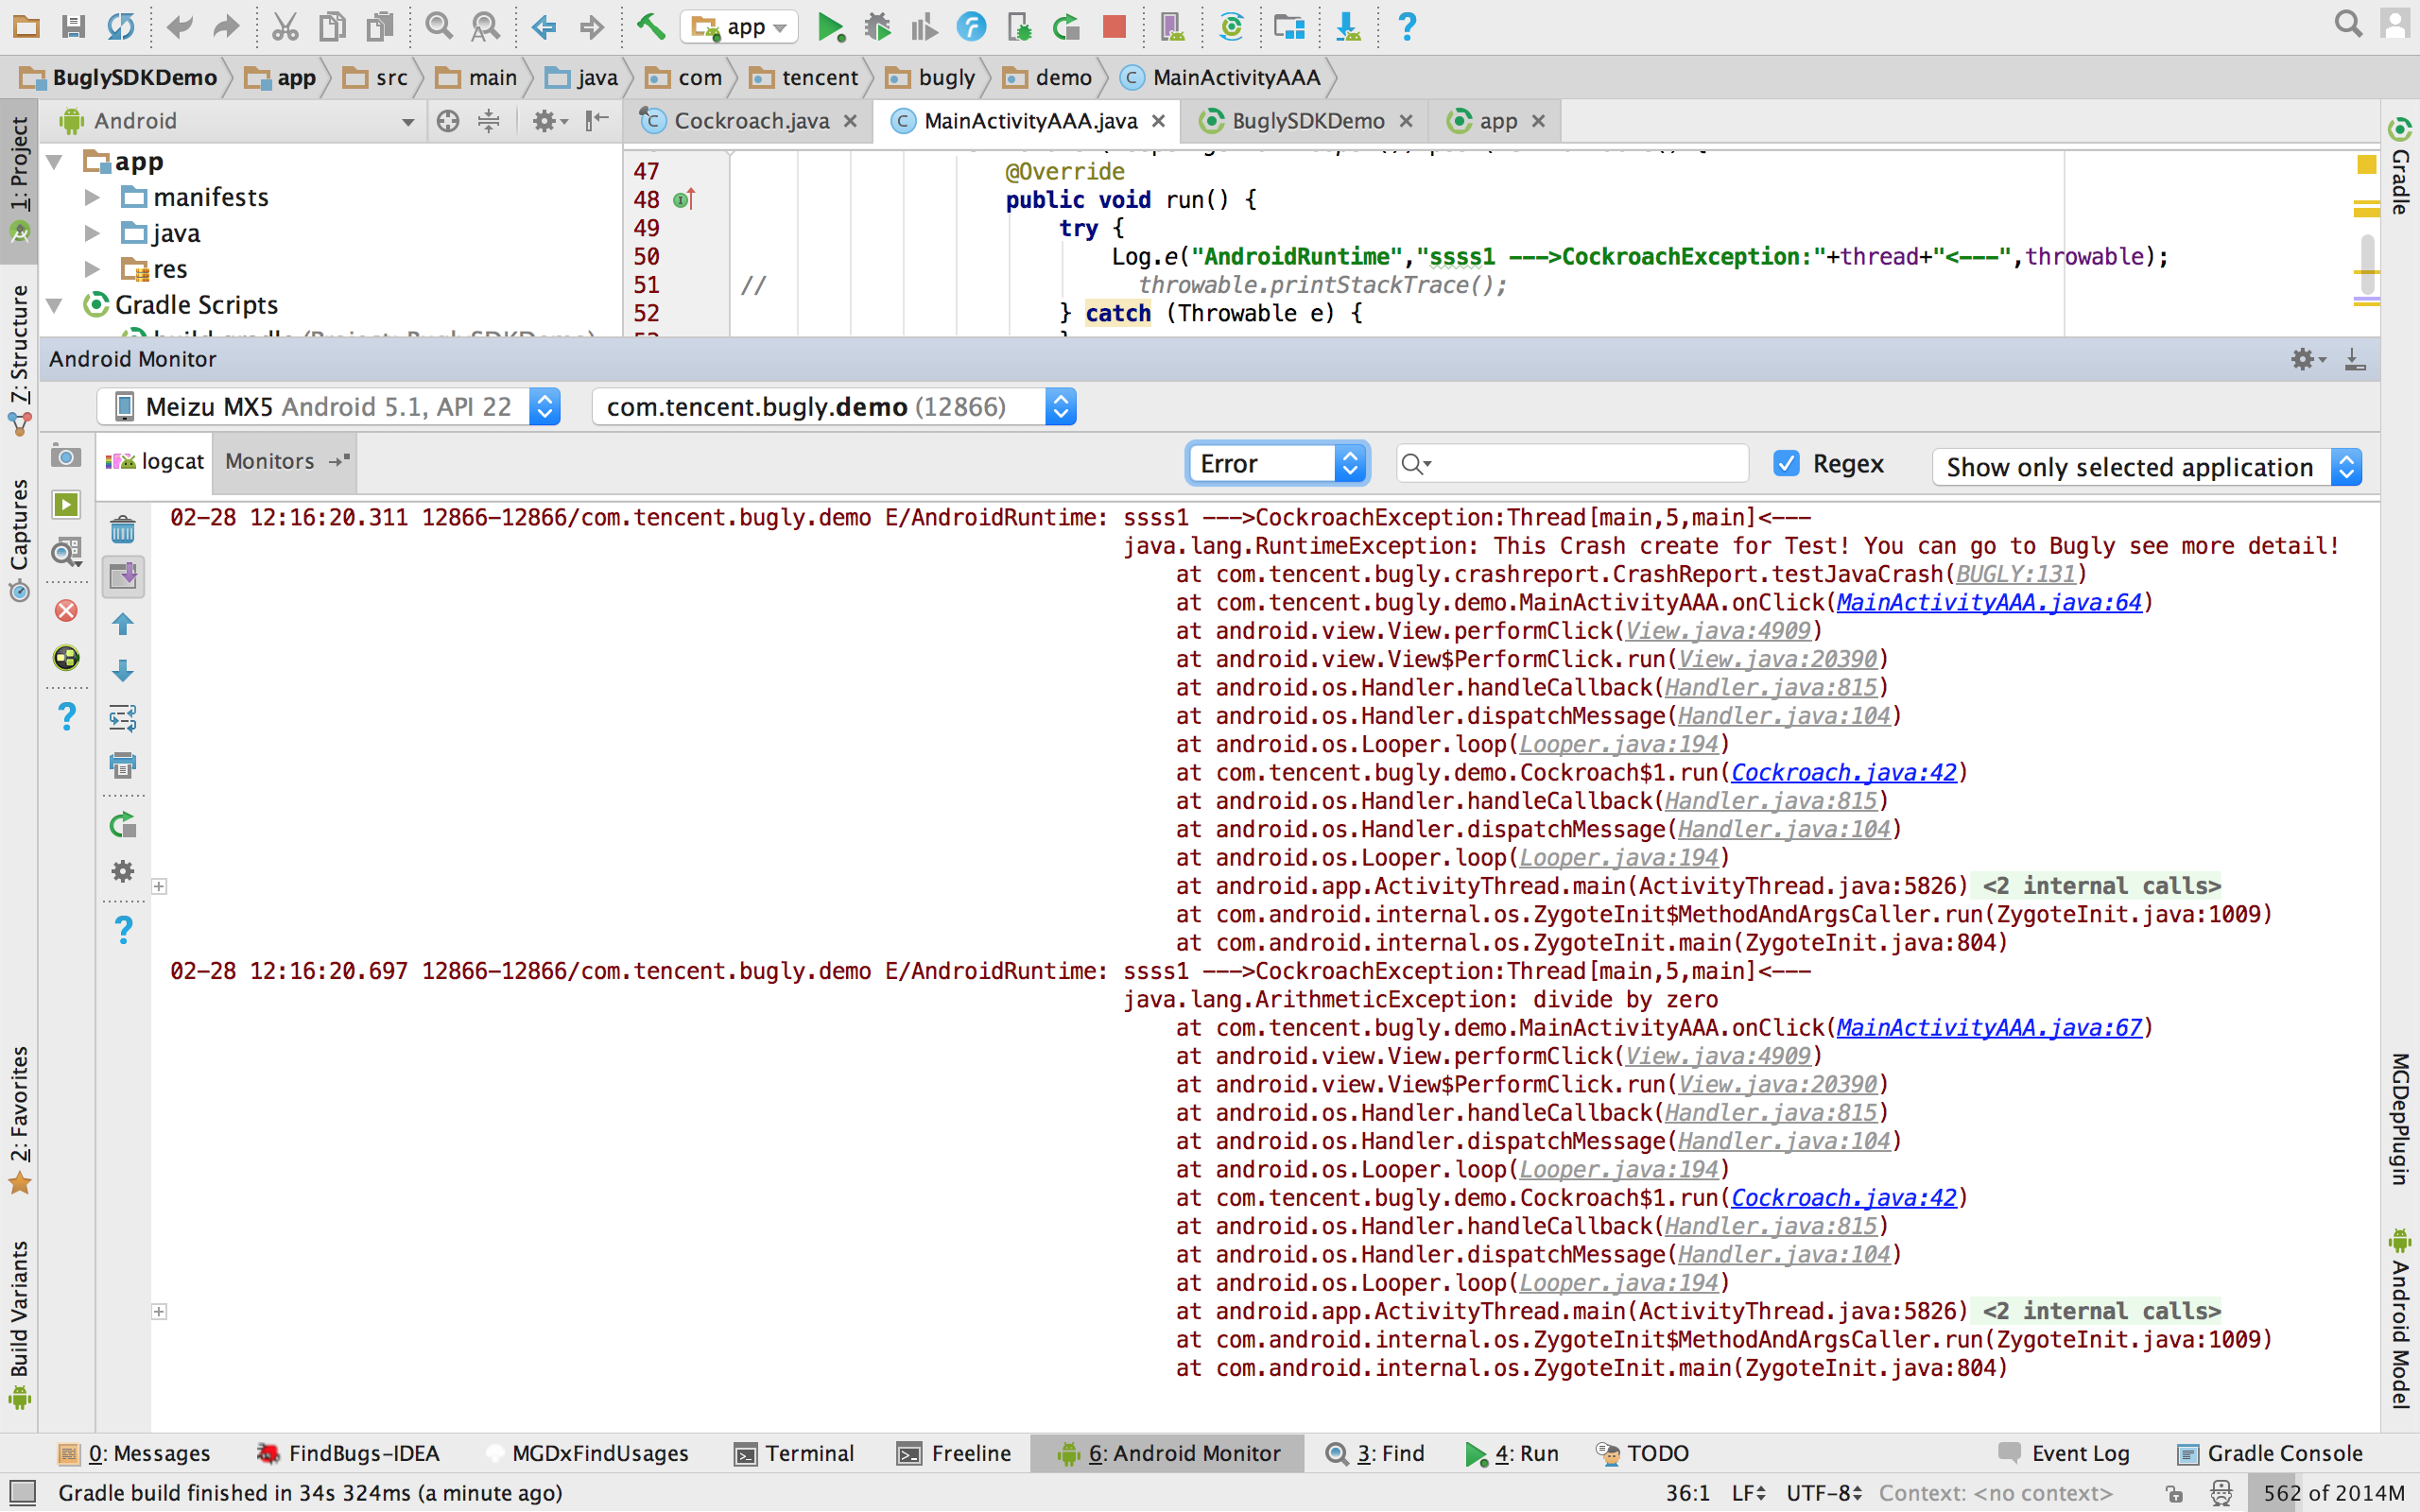 app
BuglySDKDemo app src main java com tencent bugly demo MainActivityAAA
1: Project
Z: Structure
Captures
2: Favorites
Build Variants
Android
app
manifests
java
res
Gradle Scripts
Cockroach.java MainActivityAAA.java BuglySDKDemo app
47 @Override
48 public void run() {
49 try {
50 Log.e("AndroidRuntime","ssss1 --->CockroachException:"+thread+"<---",throwable);
51 // throwable.printStackTrace();
52 } catch (Throwable e) {
Gradle
MGDepPlugin
Android Model
Android Monitor
Meizu MX5 Android 5.1, API 22 com.tencent.bugly.demo (12866)
logcat Monitors Error Regex Show only selected application
02-28 12:16:20.311 12866-12866/com.tencent.bugly.demo E/AndroidRuntime: ssss1 --->CockroachException:Thread[main,5,main]<---
java.lang.RuntimeException: This Crash create for Test! You can go to Bugly see more detail!
at com.tencent.bugly.crashreport.CrashReport.testJavaCrash(BUGLY:131)
at com.tencent.bugly.demo.MainActivityAAA.onClick(MainActivityAAA.java:64)
at android.view.View.performClick(View.java:4909)
at android.view.View$PerformClick.run(View.java:20390)
at android.os.Handler.handleCallback(Handler.java:815)
at android.os.Handler.dispatchMessage(Handler.java:104)
at android.os.Looper.loop(Looper.java:194)
at com.tencent.bugly.demo.Cockroach$1.run(Cockroach.java:42)
at android.os.Handler.handleCallback(Handler.java:815)
at android.os.Handler.dispatchMessage(Handler.java:104)
at android.os.Looper.loop(Looper.java:194)
at android.app.ActivityThread.main(ActivityThread.java:5826) <2 internal calls>
at com.android.internal.os.ZygoteInit$MethodAndArgsCaller.run(ZygoteInit.java:1009)
at com.android.internal.os.ZygoteInit.main(ZygoteInit.java:804)
02-28 12:16:20.697 12866-12866/com.tencent.bugly.demo E/AndroidRuntime: ssss1 --->CockroachException:Thread[main,5,main]<---
java.lang.ArithmeticException: divide by zero
at com.tencent.bugly.demo.MainActivityAAA.onClick(MainActivityAAA.java:67)
at android.view.View.performClick(View.java:4909)
at android.view.View$PerformClick.run(View.java:20390)
at android.os.Handler.handleCallback(Handler.java:815)
at android.os.Handler.dispatchMessage(Handler.java:104)
at android.os.Looper.loop(Looper.java:194)
at com.tencent.bugly.demo.Cockroach$1.run(Cockroach.java:42)
at android.os.Handler.handleCallback(Handler.java:815)
at android.os.Handler.dispatchMessage(Handler.java:104)
at android.os.Looper.loop(Looper.java:194)
at android.app.ActivityThread.main(ActivityThread.java:5826) <2 internal calls>
at com.android.internal.os.ZygoteInit$MethodAndArgsCaller.run(ZygoteInit.java:1009)
at com.android.internal.os.ZygoteInit.main(ZygoteInit.java:804)
0: Messages FindBugs-IDEA MGDxFindUsages Terminal Freeline 6: Android Monitor 3: Find 4: Run TODO Event Log Gradle Console
Gradle build finished in 34s 324ms (a minute ago) 36:1 LF UTF-8 Context: <no context> 562 of 2014M